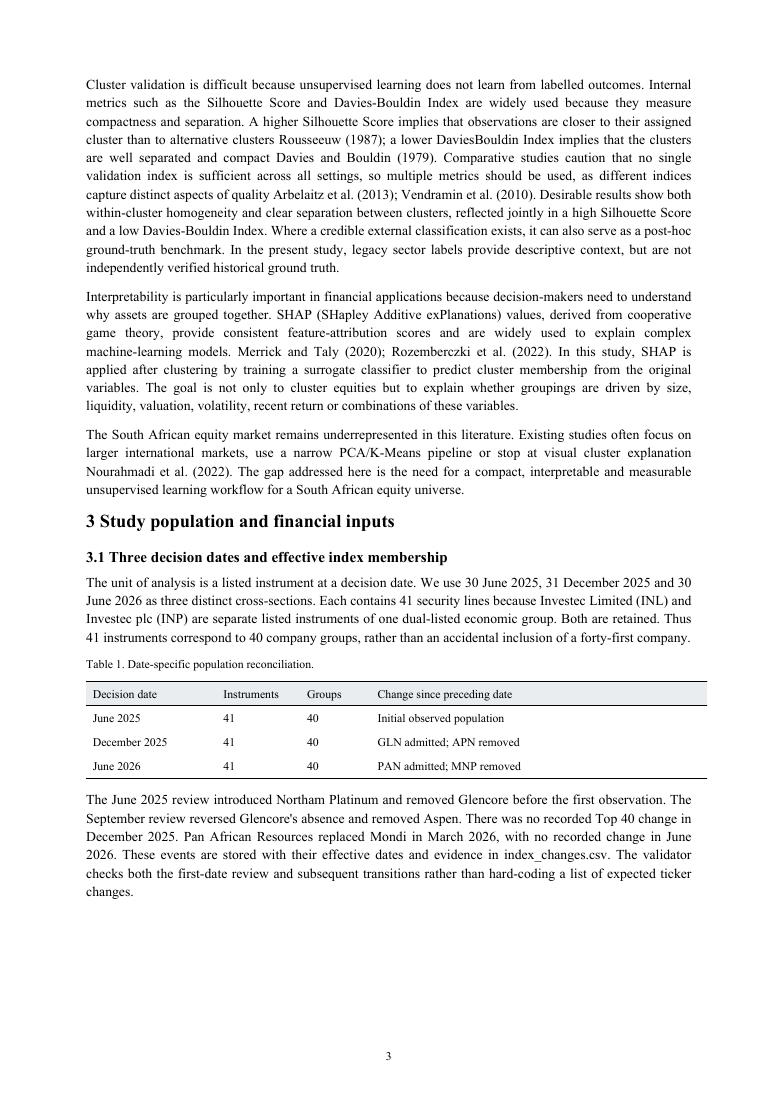 Cluster validation is difficult because unsupervised learning does not learn from labelled outcomes. Internal
metrics such as the Silhouette Score and Davies-Bouldin Index are widely used because they measure
compactness and separation. A higher Silhouette Score implies that observations are closer to their assigned
cluster than to alternative clusters Rousseeuw (1987); a lower DaviesBouldin Index implies that the clusters
are well separated and compact Davies and Bouldin (1979). Comparative studies caution that no single
validation index is sufficient across all settings, so multiple metrics should be used, as different indices
capture distinct aspects of quality Arbelaitz et al. (2013); Vendramin et al. (2010). Desirable results show both
within-cluster homogeneity and clear separation between clusters, reflected jointly in a high Silhouette Score
and a low Davies-Bouldin Index. Where a credible external classification exists, it can also serve as a post-hoc
ground-truth benchmark. In the present study, legacy sector labels provide descriptive context, but are not
independently verified historical ground truth.
Interpretability is particularly important in financial applications because decision-makers need to understand
why assets are grouped together. SHAP (SHapley Additive exPlanations) values, derived from cooperative
game theory, provide consistent feature-attribution scores and are widely used to explain complex
machine-learning models. Merrick and Taly (2020); Rozemberczki et al. (2022). In this study, SHAP is
applied after clustering by training a surrogate classifier to predict cluster membership from the original
variables. The goal is not only to cluster equities but to explain whether groupings are driven by size,
liquidity, valuation, volatility, recent return or combinations of these variables.
The South African equity market remains underrepresented in this literature. Existing studies often focus on
larger international markets, use a narrow PCA/K-Means pipeline or stop at visual cluster explanation
Nourahmadi et al. (2022). The gap addressed here is the need for a compact, interpretable and measurable
unsupervised learning workflow for a South African equity universe.
3 Study population and financial inputs
3.1 Three decision dates and effective index membership
The unit of analysis is a listed instrument at a decision date. We use 30 June 2025, 31 December 2025 and 30
June 2026 as three distinct cross-sections. Each contains 41 security lines because Investec Limited (INL) and
Investec plc (INP) are separate listed instruments of one dual-listed economic group. Both are retained. Thus
41 instruments correspond to 40 company groups, rather than an accidental inclusion of a forty-first company.
Table 1. Date-specific population reconciliation.
Decision date Instruments Groups Change since preceding date
June 2025 41 40 Initial observed population
December 2025 41 40 GLN admitted; APN removed
June 2026 41 40 PAN admitted; MNP removed
The June 2025 review introduced Northam Platinum and removed Glencore before the first observation. The
September review reversed Glencore's absence and removed Aspen. There was no recorded Top 40 change in
December 2025. Pan African Resources replaced Mondi in March 2026, with no recorded change in June
2026. These events are stored with their effective dates and evidence in index_changes.csv. The validator
checks both the first-date review and subsequent transitions rather than hard-coding a list of expected ticker
changes.
3